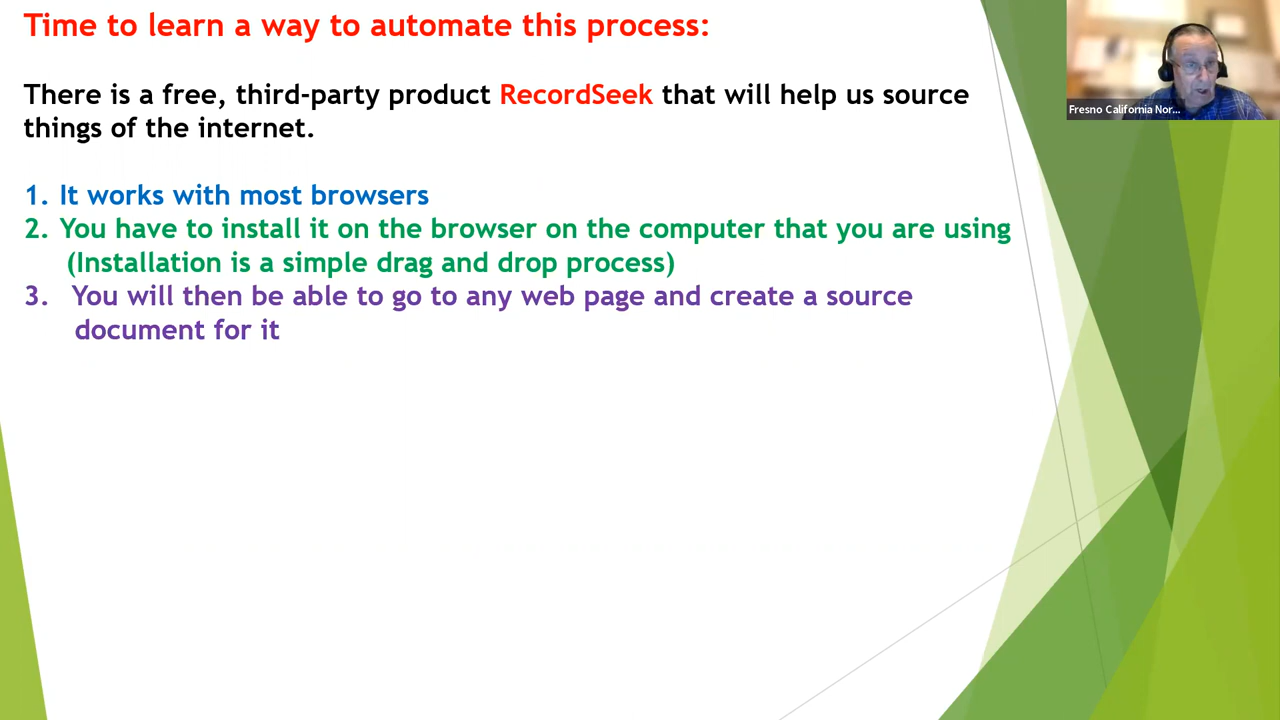 Time to learn a way to automate this process:
There is a free, third-party product RecordSeek that will help us source
things of the internet.
1. It works with most browsers
2. You have to install it on the browser on the computer that you are using
(Installation is a simple drag and drop process)
3. You will then be able to go to any web page and create a source
document for it
Fresno California Nor...